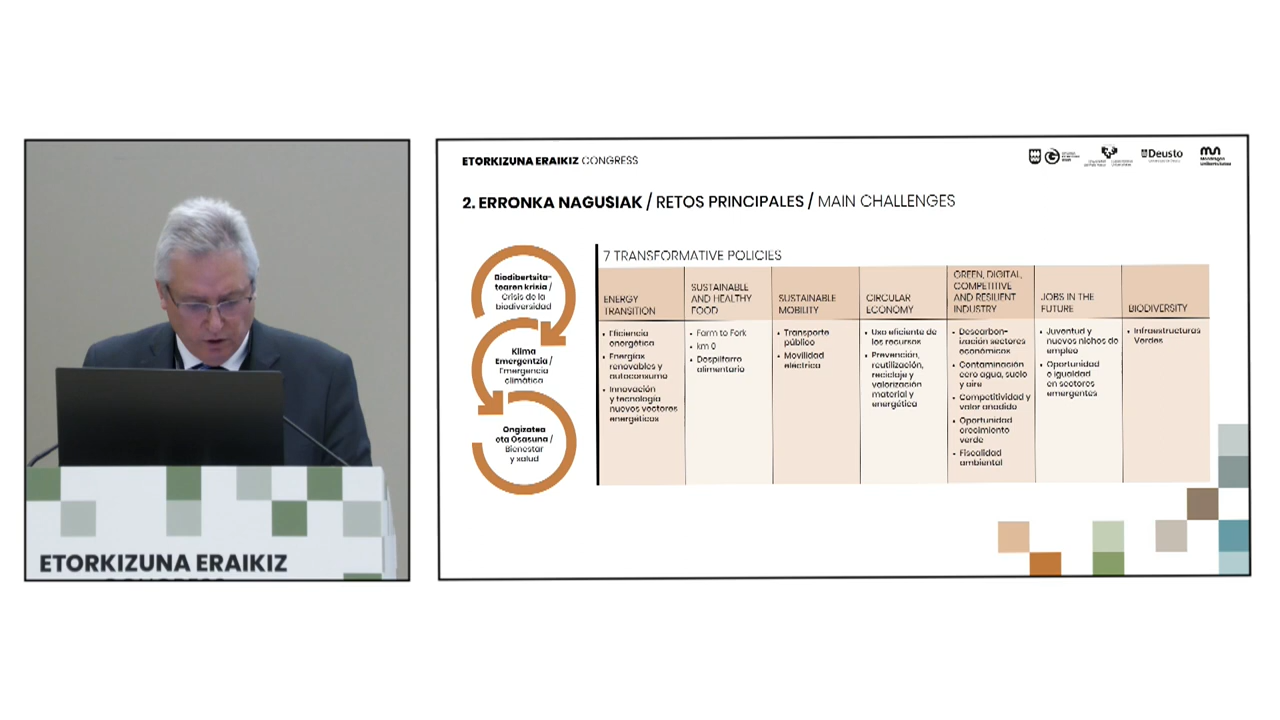 ETORKIZUNA ERAIKIZ
ETORKIZUNA ERAIKIZ CONGRESS
Deusto
2. ERRONKA NAGUSIAK / RETOS PRINCIPALES / MAIN CHALLENGES
Biodibertsita-
tearen krisia /
Crisis de la
biodiversidad
Klima
Emergentzia /
Emergencia
climática
Ongizatea
eta Osasuna /
Bienestar
y salud
7 TRANSFORMATIVE POLICIES
ENERGY
TRANSITION
• Eficiencia
energética
• Energías
renovables y
autoconsumo
• Innovación
y tecnología
nuevos vectores
energéticos
SUSTAINABLE
AND HEALTHY
FOOD
• Farm to Fork
• km 0
• Despilfarro
alimentario
SUSTAINABLE
MOBILITY
• Transporte
público
• Movilidad
eléctrica
CIRCULAR
ECONOMY
• Uso eficiente de
los recursos
• Prevención,
reutilización,
reciclaje y
valorización
material y
energética
GREEN, DIGITAL,
COMPETITIVE
AND RESILIENT
INDUSTRY
• Descarbon-
ización sectores
económicos
• Contaminación
cero agua, suelo
y aire
• Competitividad y
valor añadido
• Oportunidad
crecimiento
verde
• Fiscalidad
ambiental
JOBS IN THE
FUTURE
• Juventud y
nuevos nichos de
empleo
• Oportunidad
e igualdad
en sectores
emergentes
BIODIVERSITY
• Infraestructuras
Verdes